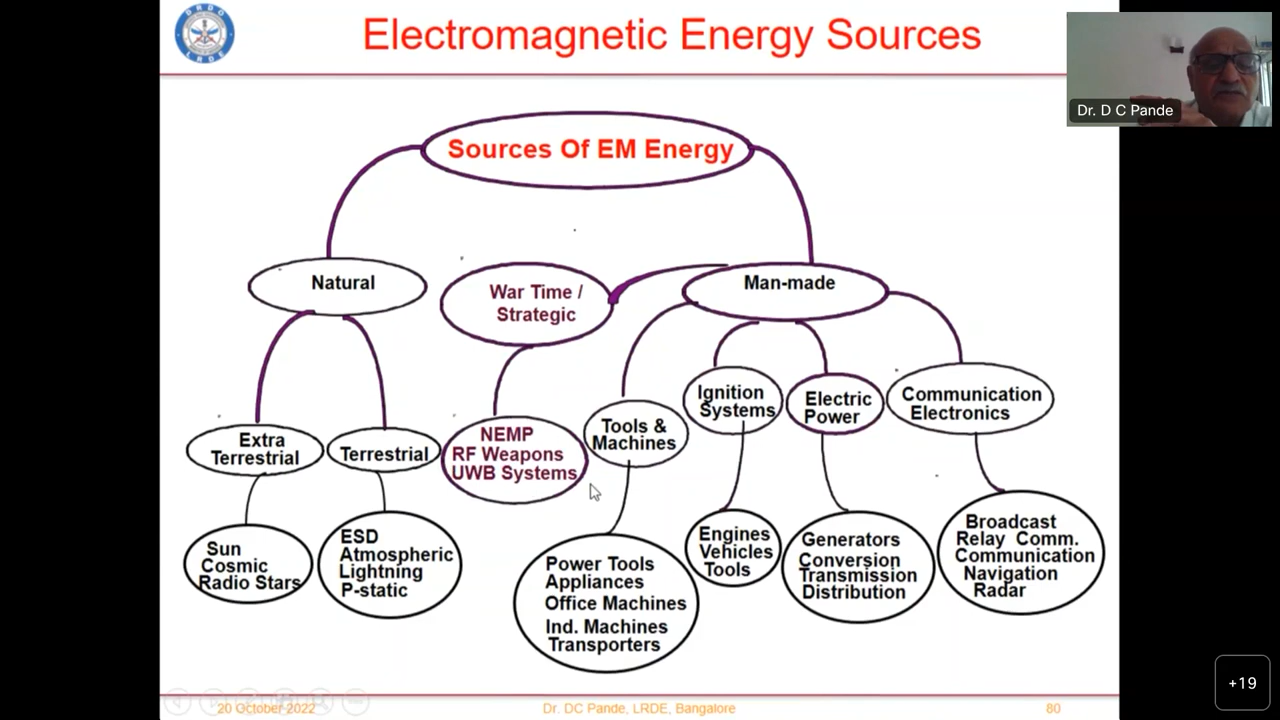 DRDO
LRDE
Electromagnetic Energy Sources
Dr. D C Pande
Sources Of EM Energy
Natural
War Time /
Strategic
Man-made
Extra
Terrestrial
Terrestrial
NEMP
RF Weapons
UWB Systems
Tools &
Machines
Ignition
Systems
Electric
Power
Communication
Electronics
Sun
Cosmic
Radio Stars
ESD
Atmospheric
Lightning
P-static
Power Tools
Appliances
Office Machines
Ind. Machines
Transporters
Engines
Vehicles
Tools
Generators
Conversion
Transmission
Distribution
Broadcast
Relay Comm.
Communication
Navigation
Radar
+19
20 October 2022
Dr. DC Pande, LRDE, Bangalore
80